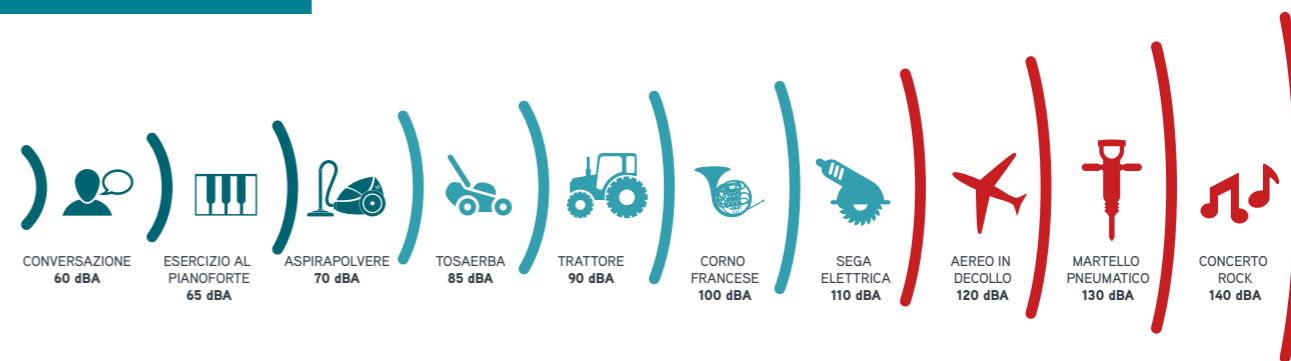 CONVERSAZIONE
60 dBA
ESERCIZIO AL
PIANOFORTE
65 dBA
ASPIRAPOLVERE
70 dBA
TOSAERBA
85 dBA
TRATTORE
90 dBA
CORNO
FRANCESE
100 dBA
SEGA
ELETTRICA
110 dBA
AEREO IN
DECOLLO
120 dBA
MARTELLO
PNEUMATICO
130 dBA
CONCERTO
ROCK
140 dBA